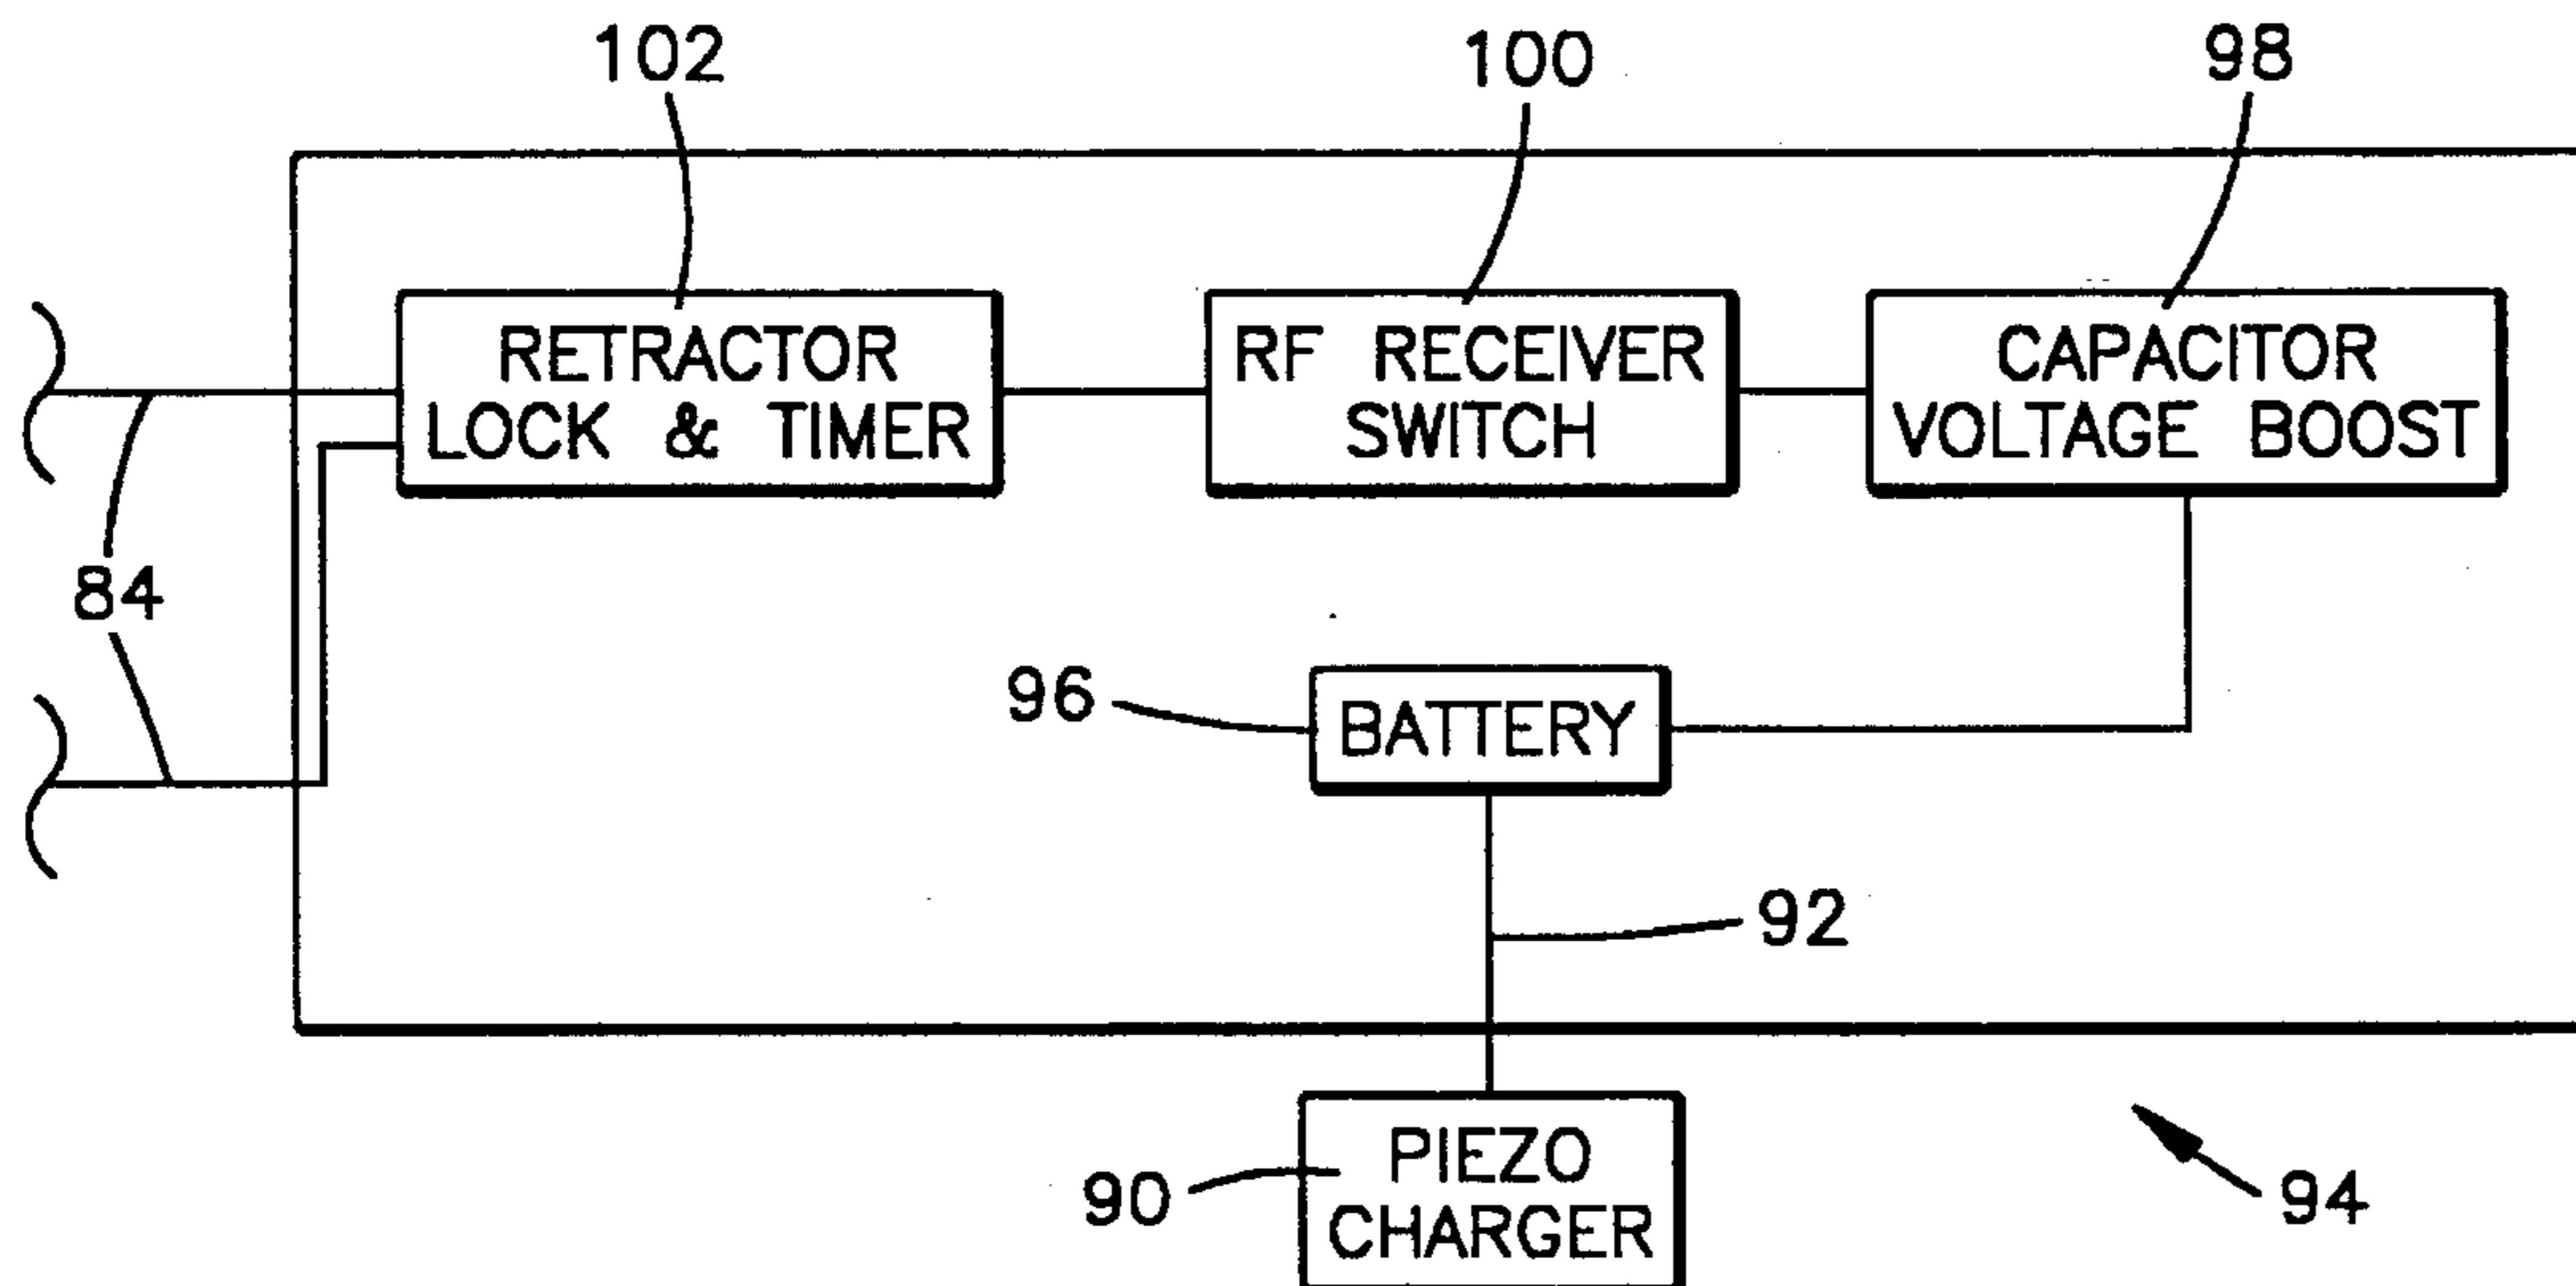 102
100
98
RETRACTOR
LOCK & TIMER
RF RECEIVER
SWITCH
CAPACITOR
VOLTAGE BOOST
84
96
BATTERY
92
90
PIEZO
CHARGER
94